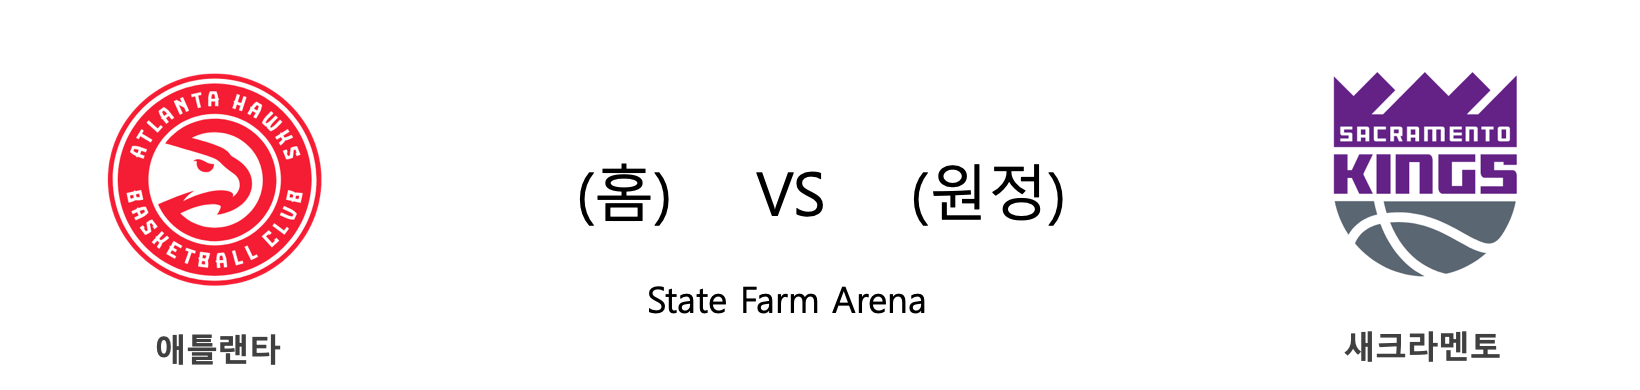 ATLANTA HAWKS
BASKETBALL CLUB
SACRAMENTO
KINGS
(홈) VS (원정)
State Farm Arena
애틀랜타
새크라멘토